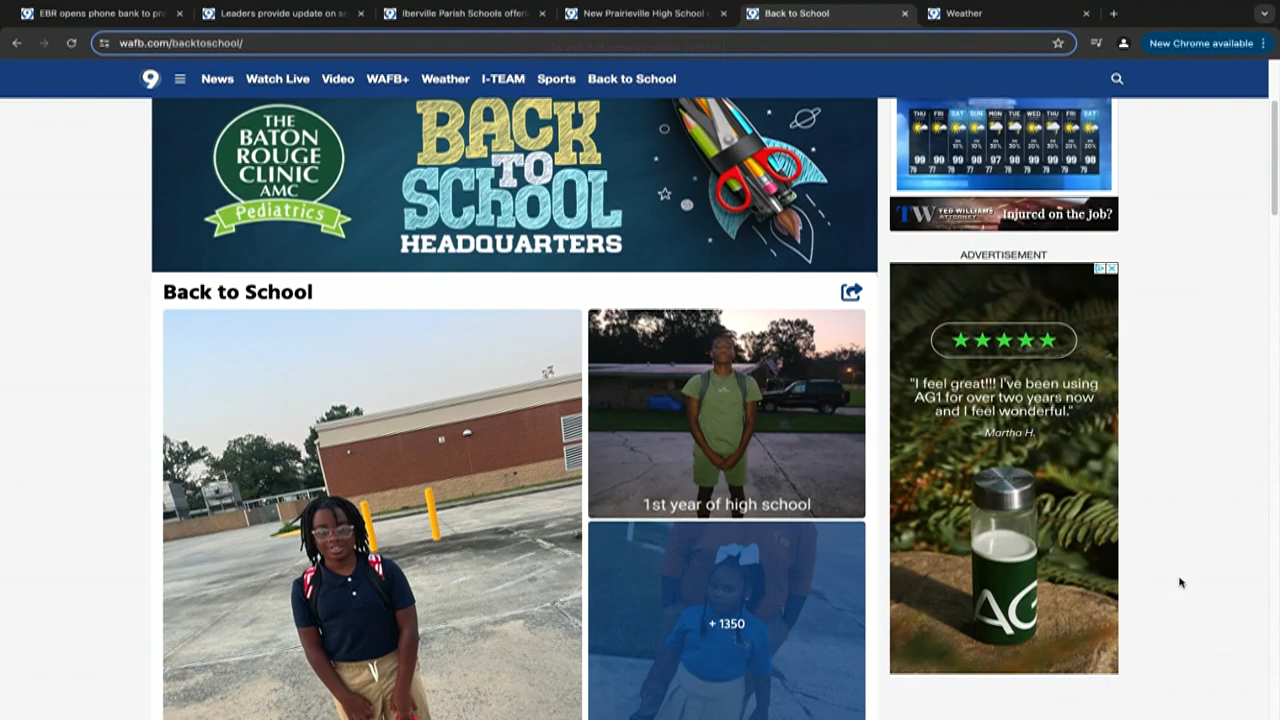 EBR opens phone bank to pr
Leaders provide update on s
Iberville Parish Schools offer
New Prairieville High School
Back to School
Weather
wafb.com/backtoschool/
New Chrome available
9
News
Watch Live
Video
WAFB+
Weather
I-TEAM
Sports
Back to School
THE
BATON
ROUGE
CLINIC
AMC
Pediatrics
BACK
TO
SCHOOL
HEADQUARTERS
THU FRI SAT SUN MON TUE WED THU FRI SAT
99 99 99 98 97 98 99 99 99 98
TW TED WILLIAMS ATTORNEY Injured on the Job?
ADVERTISEMENT
Back to School
1st year of high school
+ 1350
"I feel great!!! I've been using
AG1 for over two years now
and I feel wonderful."
— Martha H.
AG